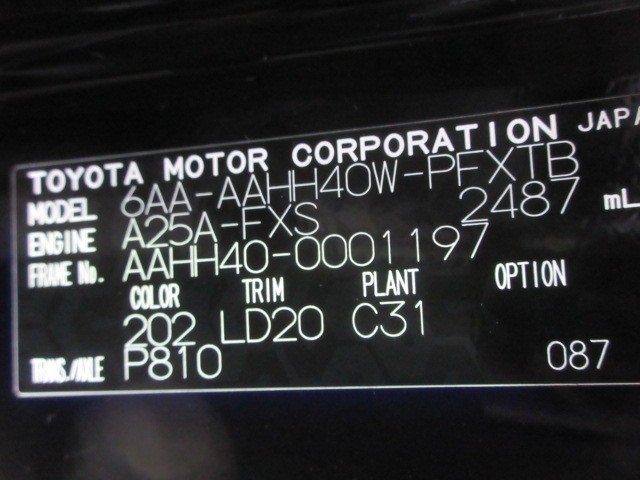 TOYOTA MOTOR CORPORATION JAPA
MODEL 6AA-AAHH40W-PFXTB
ENGINE A25A-FXS 2487 mL
FRAME No. AAHH40-0001197
COLOR TRIM PLANT OPTION
202 LD20 C31
TRANS./AXLE P810 087